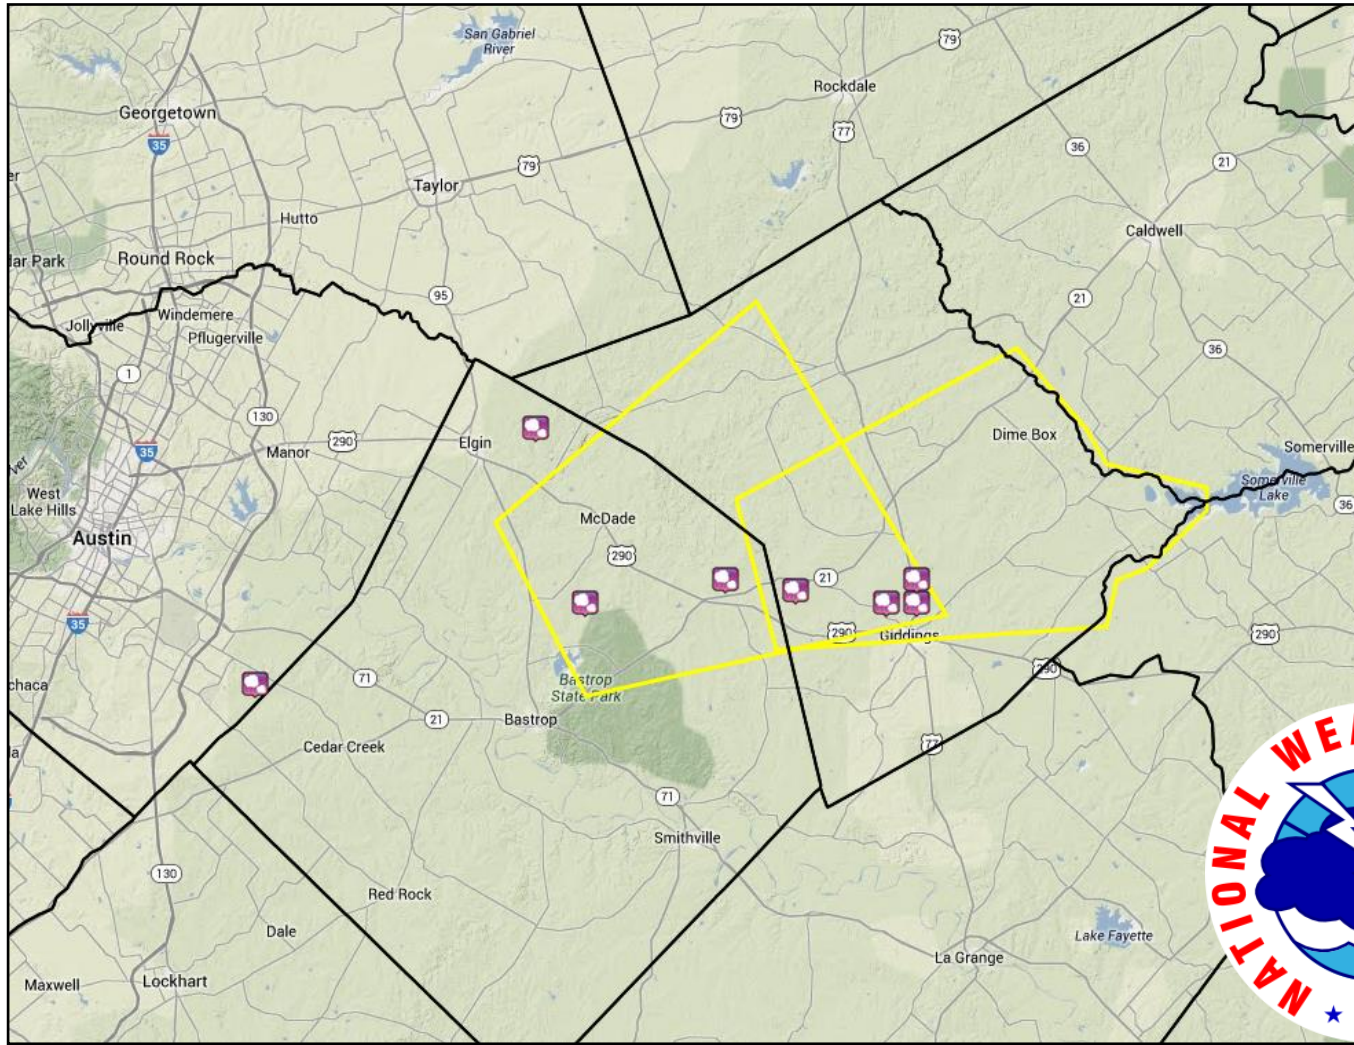 San Gabriel
River
79
Rockdale
Georgetown
79
77
35
36
21
79
Taylor
Hutto
Caldwell
dar Park
Round Rock
95
21
Jollyville
Windemere
Pflugerville
36
1
130
290
Elgin
Dime Box
Manor
35
Somerville
Somerville
Lake
West
Lake Hills
36
McDade
Austin
290
21
35
290
Giddings
290
290
chaca
71
Bastrop
State Park
21
Bastrop
77
Cedar Creek
71
Smithville
130
Red Rock
Dale
Lake Fayette
La Grange
Maxwell
Lockhart
NATIONAL WEA